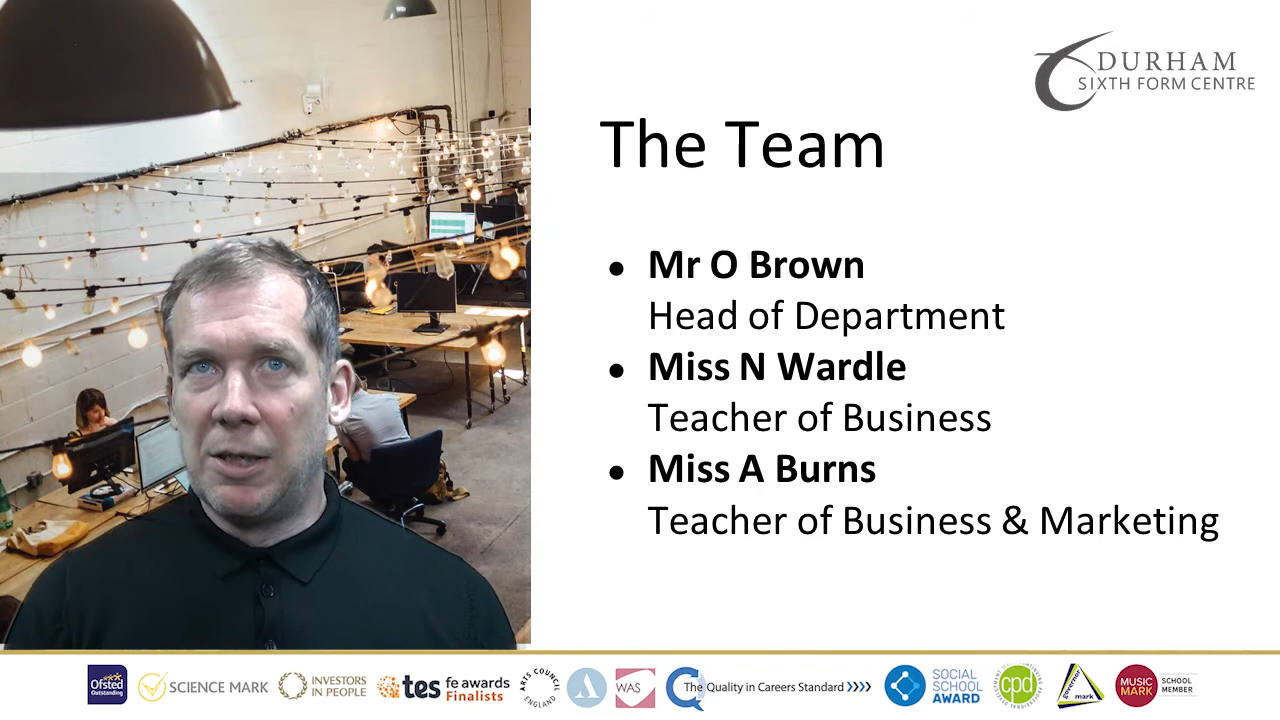 DURHAM
SIXTH FORM CENTRE
The Team
Mr O Brown
Head of Department
Miss N Wardle
Teacher of Business
Miss A Burns
Teacher of Business & Marketing
Ofsted
Outstanding
SCIENCE MARK
INVESTORS
IN PEOPLE
tes fe awards
Finalists
ARTS COUNCIL
ENGLAND
WAS
The Quality in Careers Standard
SOCIAL
SCHOOL
AWARD
cpd
governor
mark
MUSIC
MARK
SCHOOL
MEMBER